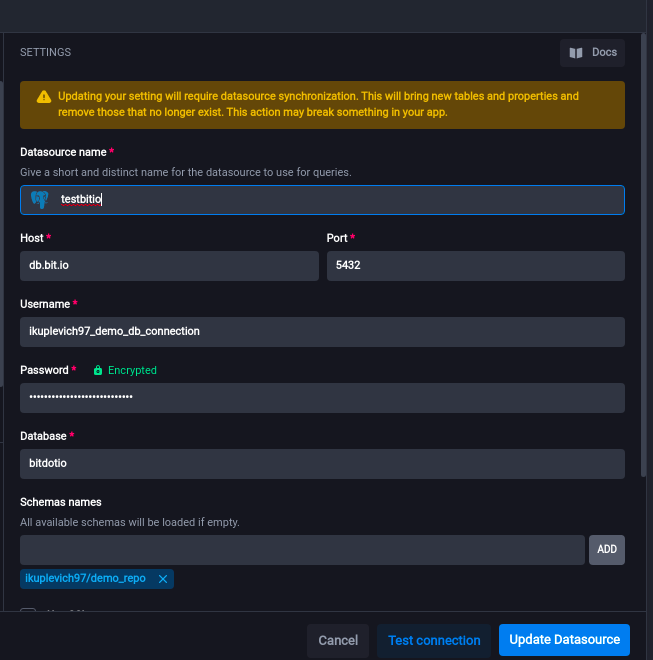 SETTINGS
Docs
Updating your setting will require datasource synchronization. This will bring new tables and properties and
remove those that no longer exist. This action may break something in your app.
Datasource name *
Give a short and distinct name for the datasource to use for queries.
testbitio
Host * Port *
db.bit.io 5432
Username *
ikuplevich97_demo_db_connection
Password * Encrypted
••••••••••••••••••••••••••••
Database *
bitdotio
Schemas names
All available schemas will be loaded if empty.
ADD
ikuplevich97/demo_repo
Cancel Test connection Update Datasource